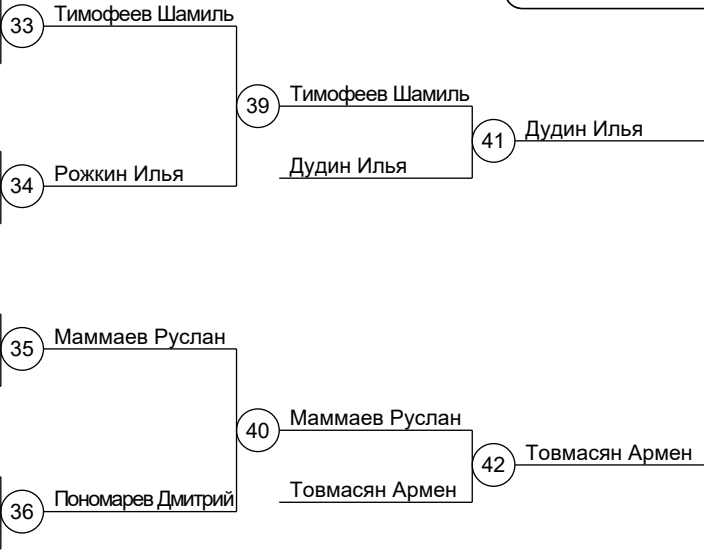 33
Тимофеев Шамиль
39
Тимофеев Шамиль
41
Дудин Илья
Дудин Илья
34
Рожкин Илья
35
Маммаев Руслан
40
Маммаев Руслан
42
Товмасян Армен
Товмасян Армен
36
Пономарев Дмитрий